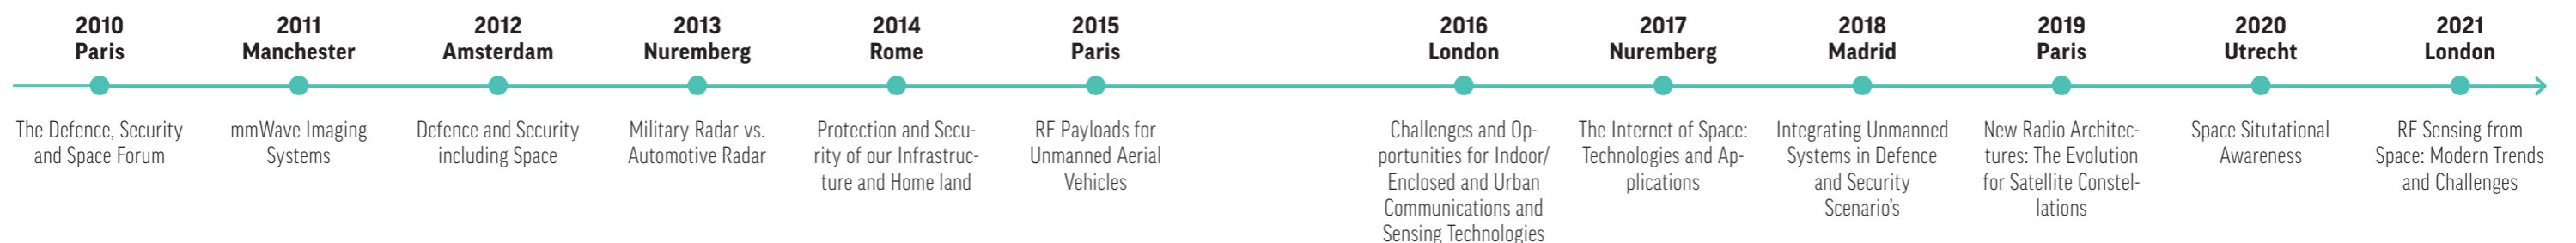 2010
Paris
The Defence, Security
and Space Forum
2011
Manchester
mmWave Imaging
Systems
2012
Amsterdam
Defence and Security
including Space
2013
Nuremberg
Military Radar vs.
Automotive Radar
2014
Rome
Protection and Secu-
rity of our Infrastruc-
ture and Home land
2015
Paris
RF Payloads for
Unmanned Aerial
Vehicles
2016
London
Challenges and Op-
portunities for Indoor/
Enclosed and Urban
Communications and
Sensing Technologies
2017
Nuremberg
The Internet of Space:
Technologies and Ap-
plications
2018
Madrid
Integrating Unmanned
Systems in Defence
and Security
Scenario’s
2019
Paris
New Radio Architec-
tures: The Evolution
for Satellite Constel-
lations
2020
Utrecht
Space Situtational
Awareness
2021
London
RF Sensing from
Space: Modern Trends
and Challenges